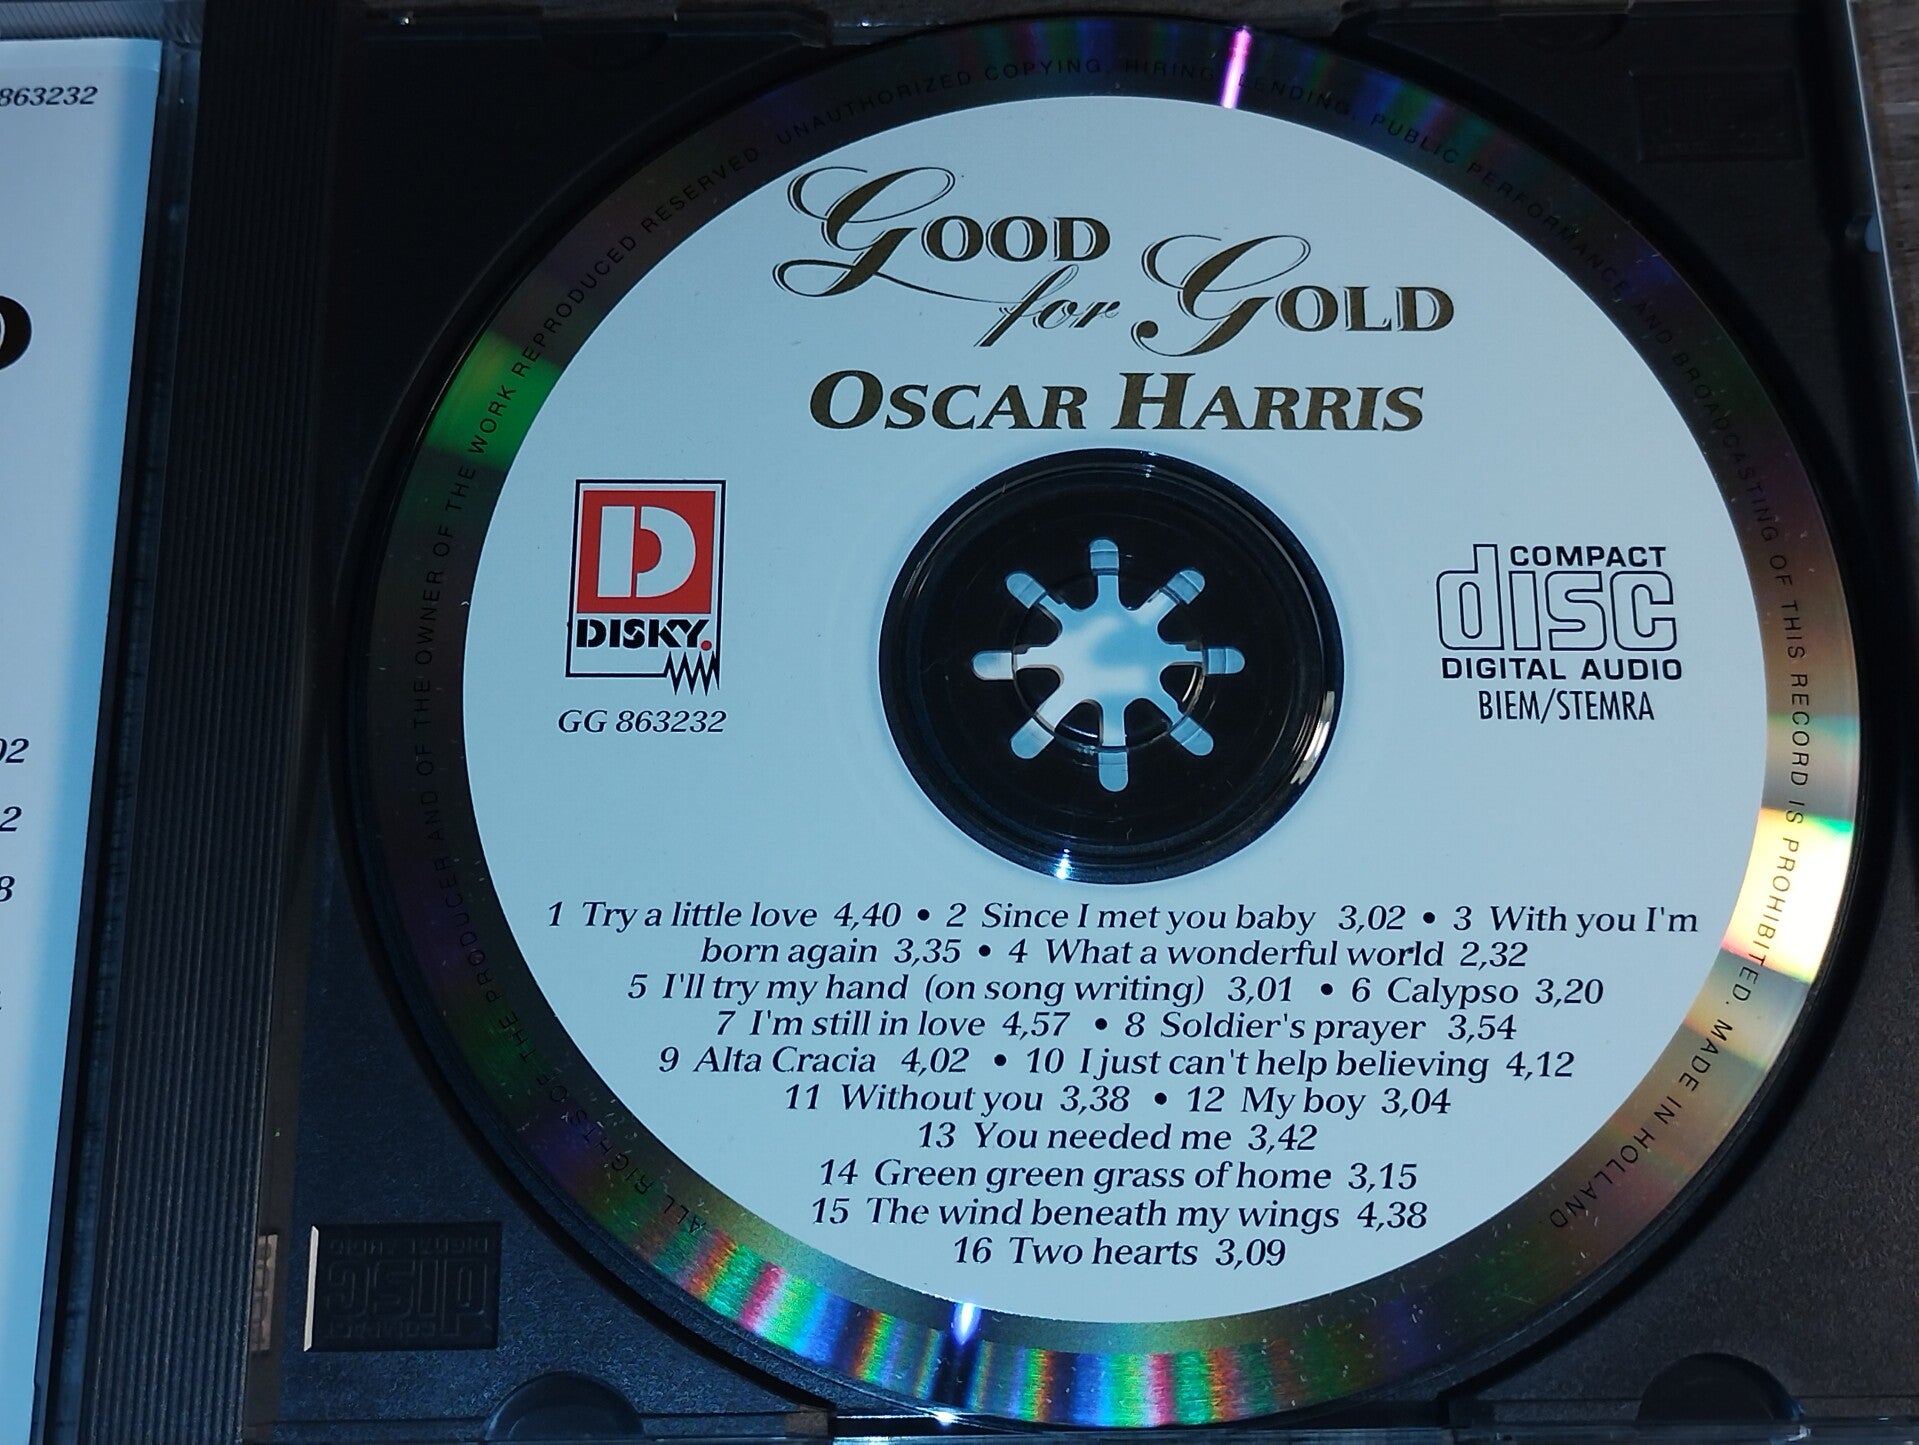 863232
GOOD
for GOLD
OSCAR HARRIS
DISKY.
GG 863232
COMPACT
disc
DIGITAL AUDIO
BIEM/STEMRA
1 Try a little love 4,40 • 2 Since I met you baby 3,02 • 3 With you I'm
born again 3,35 • 4 What a wonderful world 2,32
5 I'll try my hand (on song writing) 3,01 • 6 Calypso 3,20
7 I'm still in love 4,57 • 8 Soldier's prayer 3,54
9 Alta Cracia 4,02 • 10 I just can't help believing 4,12
11 Without you 3,38 • 12 My boy 3,04
13 You needed me 3,42
14 Green green grass of home 3,15
15 The wind beneath my wings 4,38
16 Two hearts 3,09
ALL RIGHTS OF THE PRODUCER AND OF THE OWNER OF THE WORK REPRODUCED RESERVED. UNAUTHORIZED COPYING, HIRING, LENDING, PUBLIC PERFORMANCE AND BROADCASTING OF THIS RECORD IS PROHIBITED. MADE IN HOLLAND.
COMPACT
disc
DIGITAL AUDIO